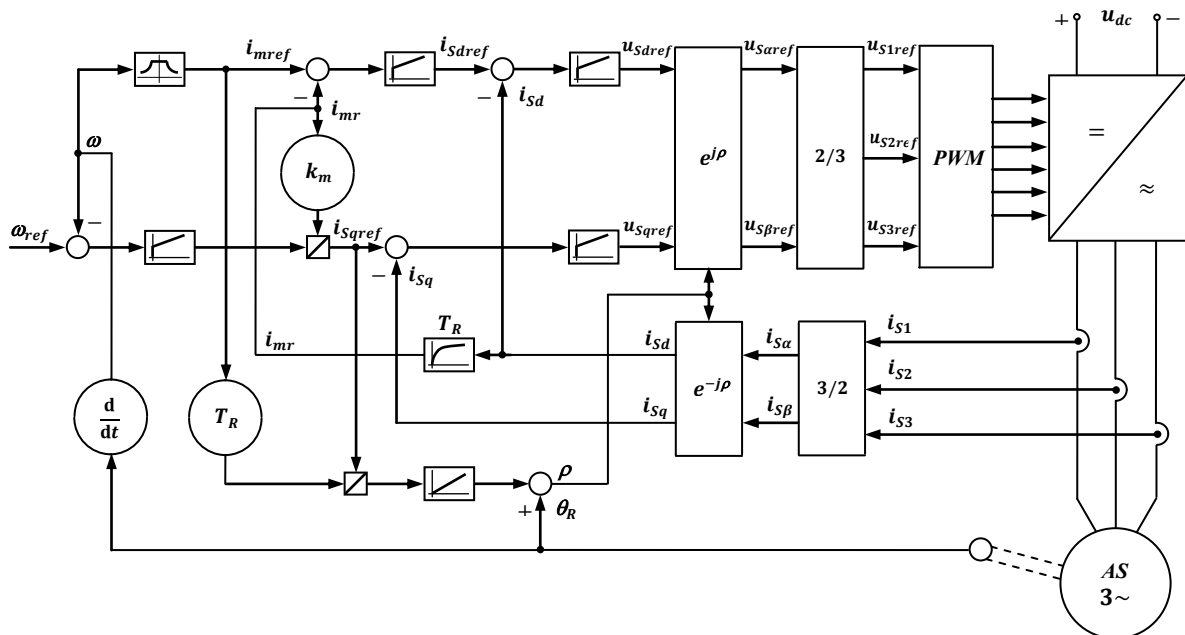 + u_dc −
i_mref i_Sdref u_Sdref u_Sαref u_S1ref
− i_mr − i_Sd
ω k_m e^{jρ} 2/3 u_S2ref PWM = ≈
ω_ref − i_Sqref u_Sqref u_Sβref u_S3ref
− i_Sq
i_mr T_R i_Sd i_Sα i_S1
e^{−jρ} 3/2 i_S2
d/dt T_R i_Sq i_Sβ i_S3
ρ
+ θ_R
AS
3~